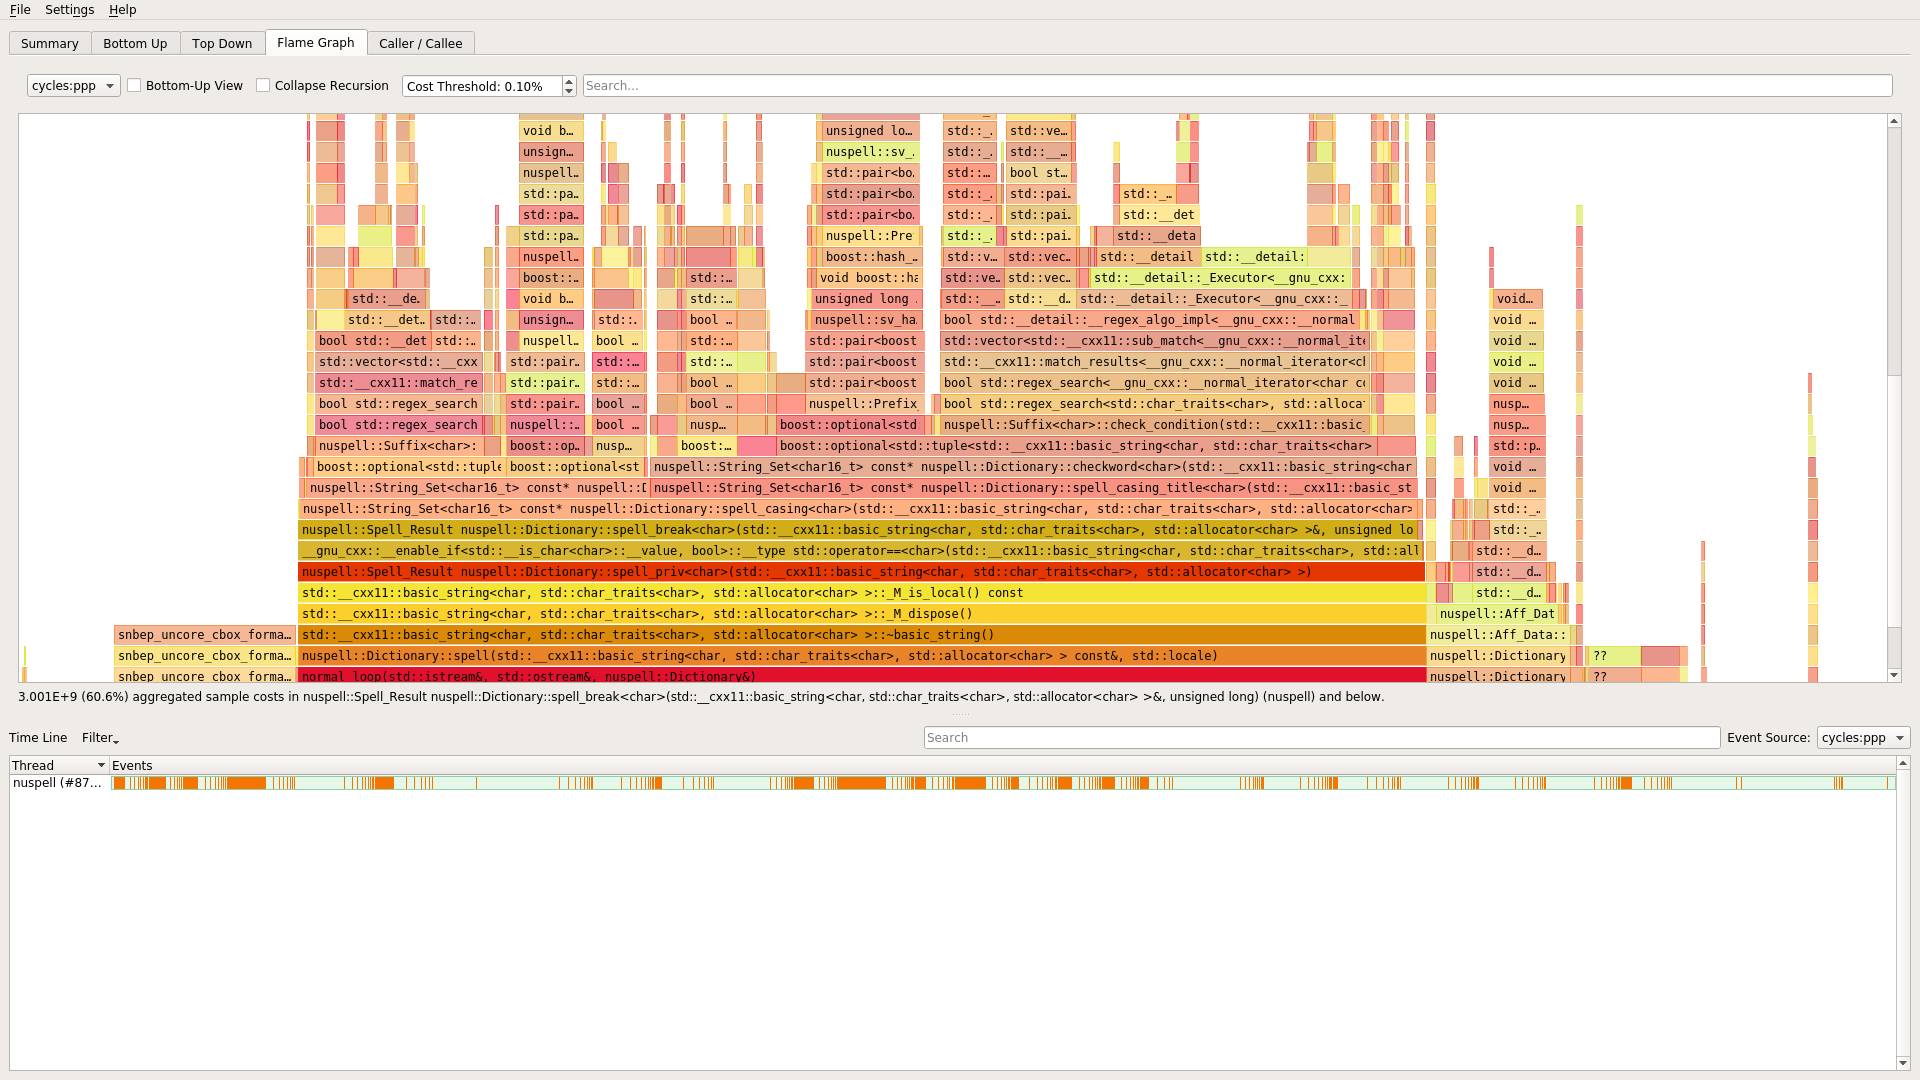 File Settings Help
Summary Bottom Up Top Down Flame Graph Caller / Callee
cycles:ppp Bottom-Up View Collapse Recursion Cost Threshold: 0.10% Search...
void b… unsigned lo… std::_. std::ve…
unsign… nuspell::sv_. std::_. std::__…
nuspell… std::pair<bo. std::… bool st…
std::pa… std::pair<bo. std::_. std::pai. std::_…
std::pa… std::pair<bo. std::_. std::pai. std::__det
std::pa… nuspell::Pre std::_. std::pai. std::__deta
nuspell… boost::hash_… std::v… std::vec… std::__detail std::__detail:
boost::… std::… void boost::ha std::ve… std::vec… std::__detail::_Executor<__gnu_cxx:
std::__de. void b… std::… unsigned long . std::__… std::__d. std::__detail::_Executor<__gnu_cxx::_
std::__det. std::… unsign… std::. bool … nuspell::sv_ha. bool std::__detail::__regex_algo_impl<__gnu_cxx::__normal void…
bool std::__det std::… nuspell… bool … std::… std::pair<boost std::vector<std::__cxx11::sub_match<__gnu_cxx::__normal_ite void …
std::vector<std::__cxx std::pair… std::… std::… std::pair<boost std::__cxx11::match_results<__gnu_cxx::__normal_iterator<ch void …
std::__cxx11::match_re std::pair… std::… bool … std::pair<boost bool std::regex_search<__gnu_cxx::__normal_iterator<char co void …
bool std::regex_search std::pair… bool … bool … nuspell::Prefix_ bool std::regex_search<std::char_traits<char>, std::alloca nusp…
bool std::regex_search nuspell::… bool … nusp… boost::optional<std nuspell::Suffix<char>::check_condition(std::__cxx11::basic_ nusp…
nuspell::Suffix<char>: boost::op… nusp… boost:… boost::optional<std::tuple<std::__cxx11::basic_string<char, std::char_traits<char> std::p…
boost::optional<std::tuple boost::optional<st nuspell::String_Set<char16_t> const* nuspell::Dictionary::checkword<char>(std::__cxx11::basic_string<char void …
nuspell::String_Set<char16_t> const* nuspell::D nuspell::String_Set<char16_t> const* nuspell::Dictionary::spell_casing_title<char>(std::__cxx11::basic_st void …
nuspell::String_Set<char16_t> const* nuspell::Dictionary::spell_casing<char>(std::__cxx11::basic_string<char, std::char_traits<char>, std::allocator<char> std::_…
nuspell::Spell_Result nuspell::Dictionary::spell_break<char>(std::__cxx11::basic_string<char, std::char_traits<char>, std::allocator<char> >&, unsigned lo std::_…
__gnu_cxx::__enable_if<std::__is_char<char>::__value, bool>::__type std::operator==<char>(std::__cxx11::basic_string<char, std::char_traits<char>, std::all std::__d…
nuspell::Spell_Result nuspell::Dictionary::spell_priv<char>(std::__cxx11::basic_string<char, std::char_traits<char>, std::allocator<char> >) std::__d…
std::__cxx11::basic_string<char, std::char_traits<char>, std::allocator<char> >::_M_is_local() const std::__d…
std::__cxx11::basic_string<char, std::char_traits<char>, std::allocator<char> >::_M_dispose() nuspell::Aff_Dat
snbep_uncore_cbox_forma… std::__cxx11::basic_string<char, std::char_traits<char>, std::allocator<char> >::~basic_string() nuspell::Aff_Data::
snbep_uncore_cbox_forma… nuspell::Dictionary::spell(std::__cxx11::basic_string<char, std::char_traits<char>, std::allocator<char> > const&, std::locale) nuspell::Dictionary ??
snbep_uncore_cbox_forma… normal_loop(std::istream&, std::ostream&, nuspell::Dictionary&) nuspell::Dictionary ??
3.001E+9 (60.6%) aggregated sample costs in nuspell::Spell_Result nuspell::Dictionary::spell_break<char>(std::__cxx11::basic_string<char, std::char_traits<char>, std::allocator<char> >&, unsigned long) (nuspell) and below.
Time Line Filter Search Event Source: cycles:ppp
Thread Events
nuspell (#87…